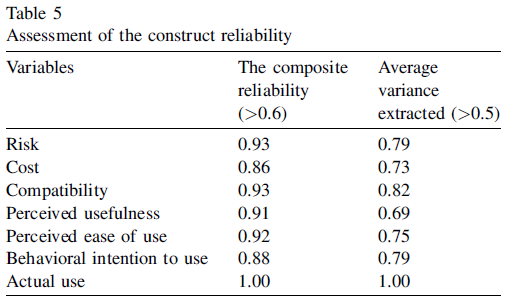 Table 5
Assessment of the construct reliability
Variables The composite reliability (>0.6) Average variance extracted (>0.5)
Risk 0.93 0.79
Cost 0.86 0.73
Compatibility 0.93 0.82
Perceived usefulness 0.91 0.69
Perceived ease of use 0.92 0.75
Behavioral intention to use 0.88 0.79
Actual use 1.00 1.00